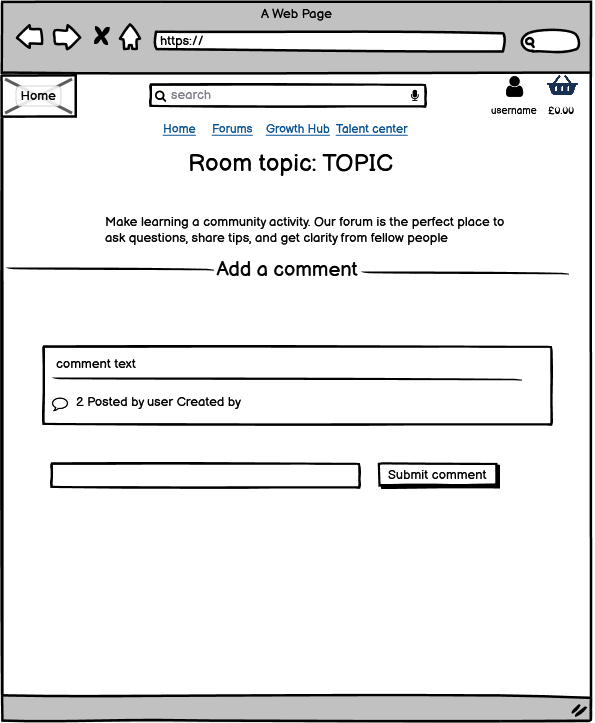 A Web Page
https://
Home
search
username £0.00
Home Forums Growth Hub Talent center
Room topic: TOPIC
Make learning a community activity. Our forum is the perfect place to
ask questions, share tips, and get clarity from fellow people
Add a comment
comment text
2 Posted by user Created by
Submit comment